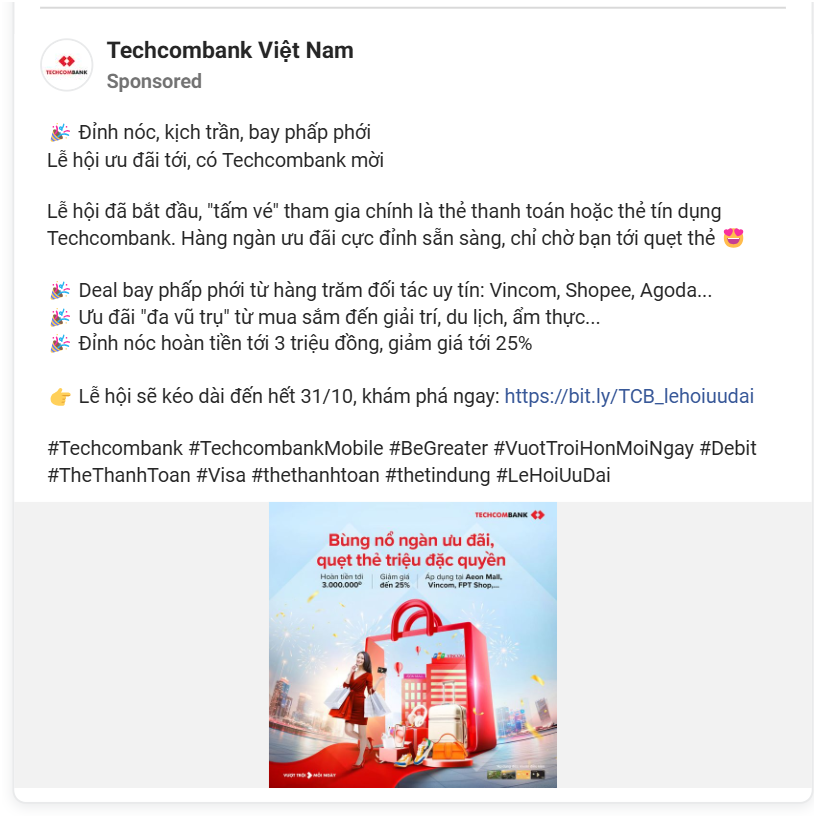 TECHCOMBANK
Techcombank Việt Nam
Sponsored
🎉 Đỉnh nóc, kịch trần, bay phấp phới
Lễ hội ưu đãi tới, có Techcombank mời
Lễ hội đã bắt đầu, "tấm vé" tham gia chính là thẻ thanh toán hoặc thẻ tín dụng
Techcombank. Hàng ngàn ưu đãi cực đỉnh sẵn sàng, chỉ chờ bạn tới quẹt thẻ 😍
🎉 Deal bay phấp phới từ hàng trăm đối tác uy tín: Vincom, Shopee, Agoda...
🎉 Ưu đãi "đa vũ trụ" từ mua sắm đến giải trí, du lịch, ẩm thực...
🎉 Đỉnh nóc hoàn tiền tới 3 triệu đồng, giảm giá tới 25%
👉 Lễ hội sẽ kéo dài đến hết 31/10, khám phá ngay: https://bit.ly/TCB_lehoiuudai
#Techcombank #TechcombankMobile #BeGreater #VuotTroiHonMoiNgay #Debit
#TheThanhToan #Visa #thethanhtoan #thetindung #LeHoiUuDai
TECHCOMBANK
Bùng nổ ngàn ưu đãi,
quẹt thẻ triệu đặc quyền
Hoàn tiền tới
3.000.000đ
Giảm giá
đến 25%
Áp dụng tại Aeon Mall,
Vincom, FPT Shop,...
VƯỢT TRỘI MỖI NGÀY